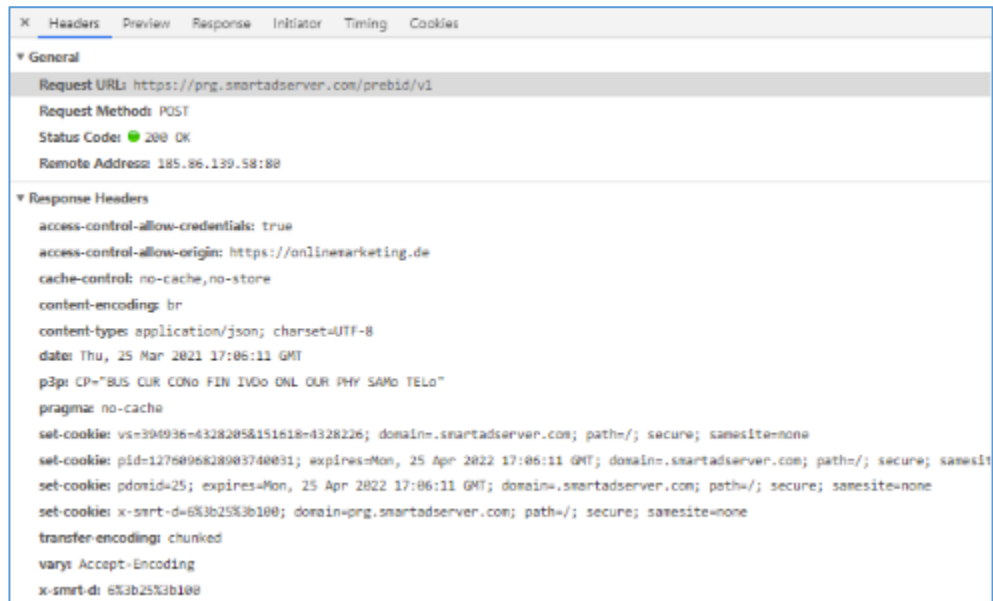 × Headers Preview Response Initiator Timing Cookies
▼ General
Request URL: https://prg.smartadserver.com/prebid/v1
Request Method: POST
Status Code: 200 OK
Remote Address: 185.86.139.58:80
▼ Response Headers
access-control-allow-credentials: true
access-control-allow-origin: https://onlinemarketing.de
cache-control: no-cache,no-store
content-encoding: br
content-type: application/json; charset=UTF-8
date: Thu, 25 Mar 2021 17:06:11 GMT
p3p: CP="BUS CUR CONo FIN IVDo ONL OUR PHY SAMo TELo"
pragma: no-cache
set-cookie: vs=394936=4328205&151618=4328226; domain=.smartadserver.com; path=/; secure; samesite=none
set-cookie: pid=1276096828903740031; expires=Mon, 25 Apr 2022 17:06:11 GMT; domain=.smartadserver.com; path=/; secure; samesit
set-cookie: pdomid=25; expires=Mon, 25 Apr 2022 17:06:11 GMT; domain=.smartadserver.com; path=/; secure; samesite=none
set-cookie: x-smrt-d=6%3b25%3b100; domain=prg.smartadserver.com; path=/; secure; samesite=none
transfer-encoding: chunked
vary: Accept-Encoding
x-smrt-d: 6%3b25%3b100